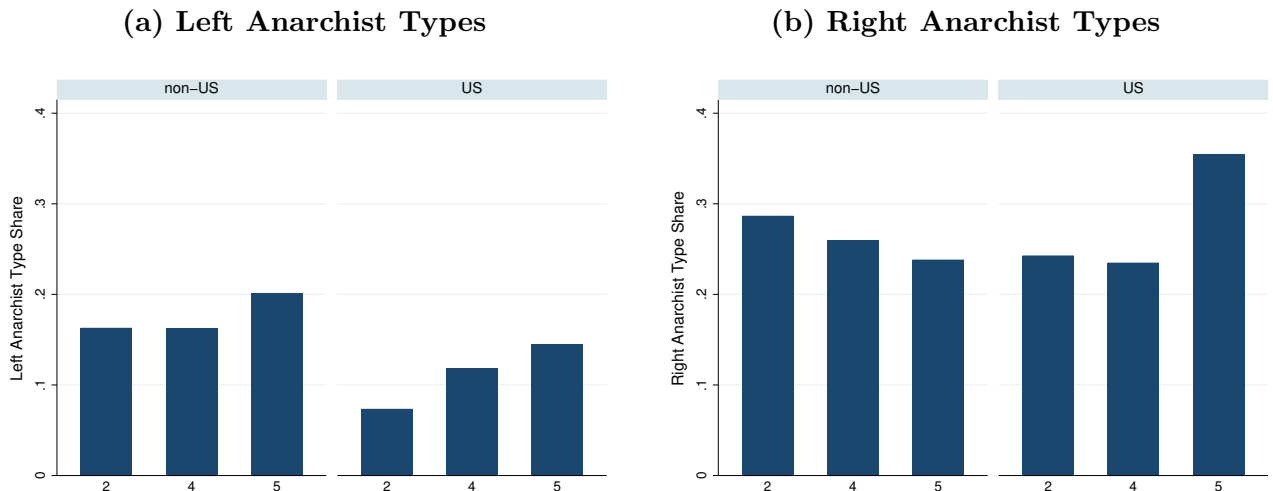 (a) Left Anarchist Types
non-US
US
Left Anarchist Type Share
.4
.3
.2
.1
0
2
4
5
2
4
5
(b) Right Anarchist Types
non-US
US
Right Anarchist Type Share
.4
.3
.2
.1
0
2
4
5
2
4
5